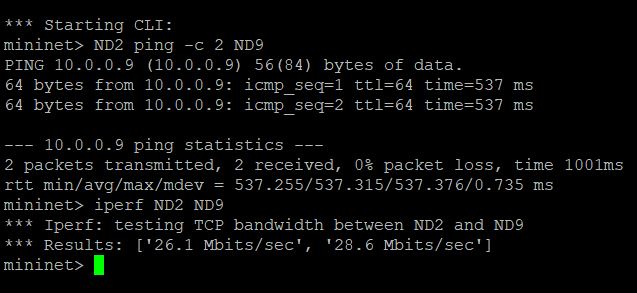 *** Starting CLI:
mininet> ND2 ping -c 2 ND9
PING 10.0.0.9 (10.0.0.9) 56(84) bytes of data.
64 bytes from 10.0.0.9: icmp_seq=1 ttl=64 time=537 ms
64 bytes from 10.0.0.9: icmp_seq=2 ttl=64 time=537 ms

--- 10.0.0.9 ping statistics ---
2 packets transmitted, 2 received, 0% packet loss, time 1001ms
rtt min/avg/max/mdev = 537.255/537.315/537.376/0.735 ms
mininet> iperf ND2 ND9
*** Iperf: testing TCP bandwidth between ND2 and ND9
*** Results: ['26.1 Mbits/sec', '28.6 Mbits/sec']
mininet>